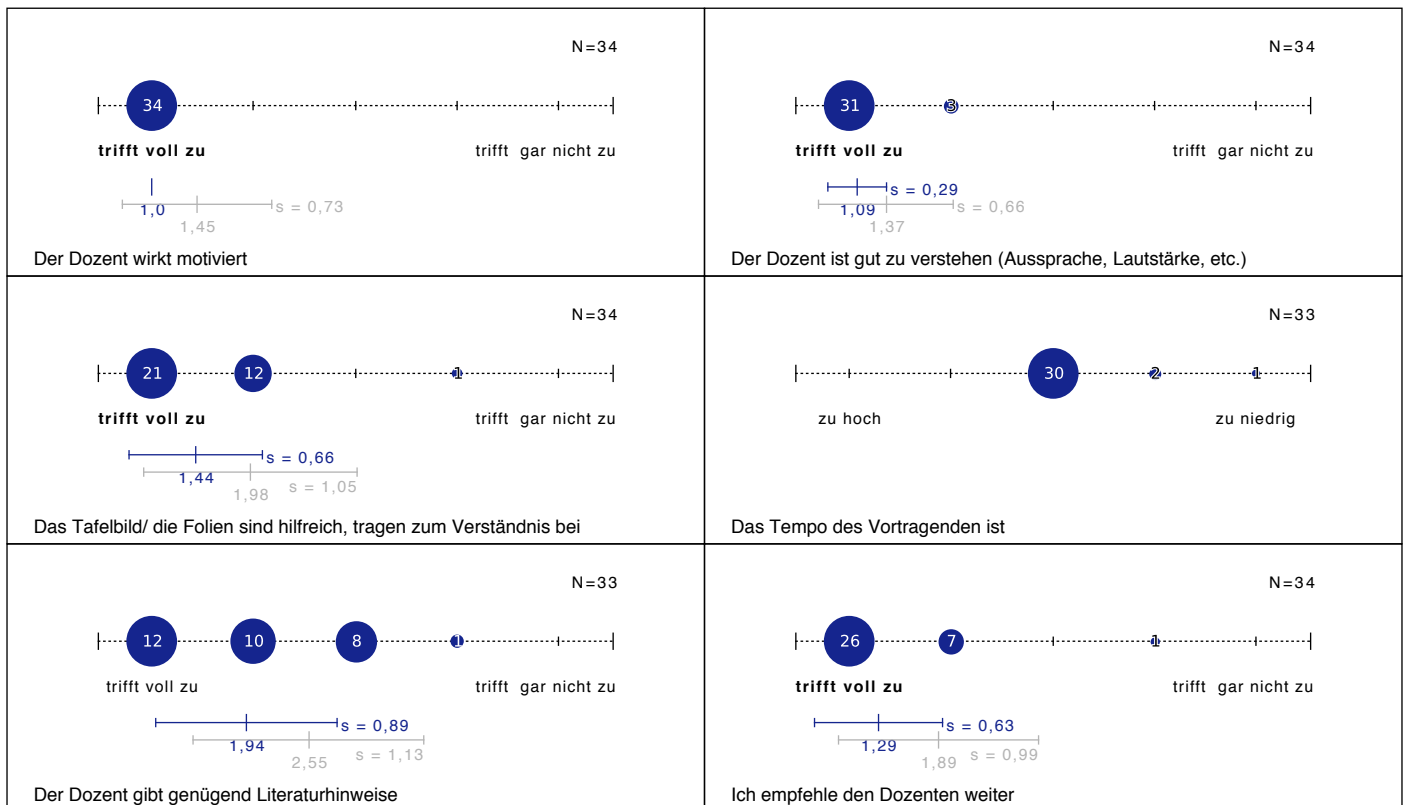 N=34
34
trifft voll zu trifft gar nicht zu
s = 0,73
1,0
1,45
Der Dozent wirkt motiviert
N=34
31 3
trifft voll zu trifft gar nicht zu
s = 0,29
1,09 s = 0,66
1,37
Der Dozent ist gut zu verstehen (Aussprache, Lautstärke, etc.)
N=34
21 12 1
trifft voll zu trifft gar nicht zu
s = 0,66
1,44
1,98 s = 1,05
Das Tafelbild/ die Folien sind hilfreich, tragen zum Verständnis bei
N=33
30 2 1
zu hoch zu niedrig
Das Tempo des Vortragenden ist
N=33
12 10 8 1
trifft voll zu trifft gar nicht zu
s = 0,89
1,94
2,55 s = 1,13
Der Dozent gibt genügend Literaturhinweise
N=34
26 7 1
trifft voll zu trifft gar nicht zu
s = 0,63
1,29
1,89 s = 0,99
Ich empfehle den Dozenten weiter